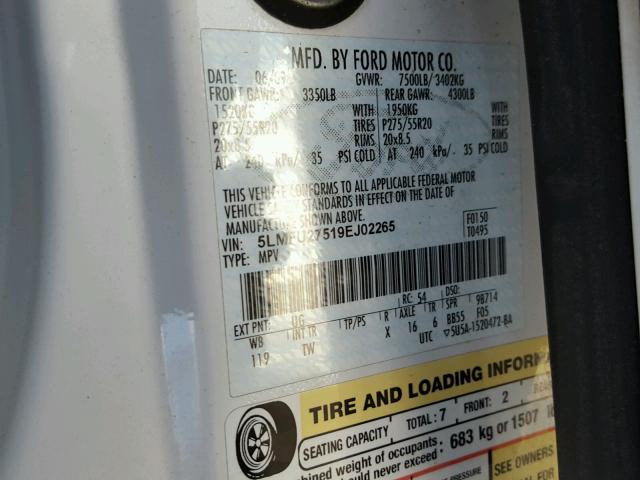 MFD. BY FORD MOTOR CO.
DATE: GVWR: 7500LB/ 3402KG
FRONT GAWR: 3350LB REAR GAWR: 4300LB
1520KG WITH 1950KG WITH
P275/55R20 TIRES P275/55R20 TIRES
20x8.5 RIMS 20x8.5 RIMS
AT 240 kPa/ 35 PSI COLD AT 240 kPa/ 35 PSI COLD
THIS VEHICLE CONFORMS TO ALL APPLICABLE FEDERAL MOTOR
VEHICLE STANDARDS IN EFFECT ON THE DATE OF
MANUFACTURE SHOWN ABOVE.
VIN: F0150
TYPE: MPV T0495
EXT PNT: UG RC: 54 DSO:
WB INT TR TP/PS R AXLE TR SPR 9B714
119 TW X 16 6 BB55 F05
UTC ▽5U5A-1520472-BA
TIRE AND LOADING
SEATING CAPACITY TOTAL: 7 FRONT: 2
weight of occupants
should never exceed: 683 kg or 1507
SEE OWNERS